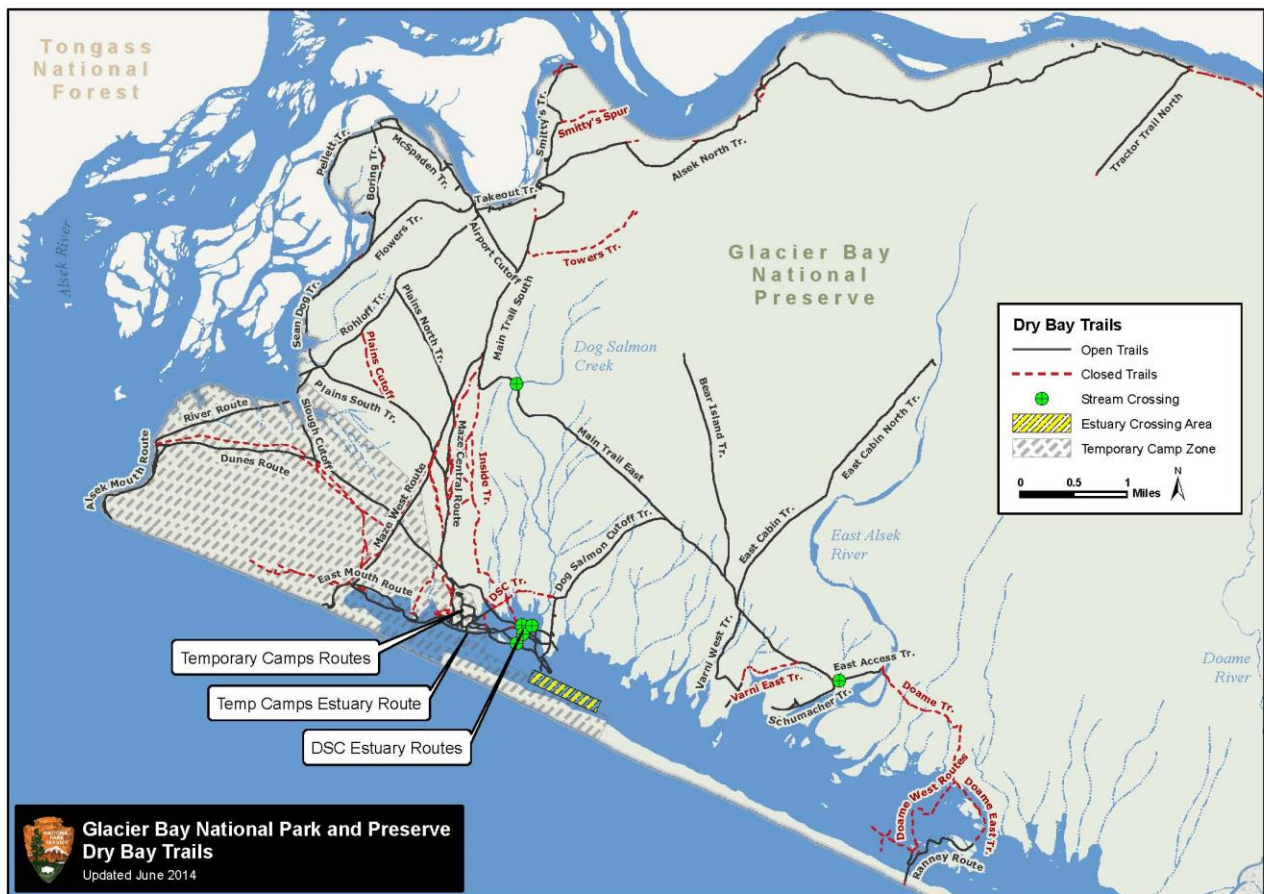 Tongass
National
Forest
Alsek River
Pellett Tr.
Boring Tr.
McSpaden Tr.
Smitty's Tr.
Smitty's Spur
Takeout Tr.
Alsek North Tr.
Tractor Trail North
Flowers Tr.
Airport Cutoff
Towers Tr.
Glacier Bay
National
Preserve
Sean Dog Tr.
Rohloff Tr.
Plains North Tr.
Main Trail South
Plains Cutoff
Dog Salmon
Creek
Plains South Tr.
River Route
Slough Cutoff
Dunes Route
Alsek Mouth Route
Maze West Route
Maze Central Route
Inside Tr.
Main Trail East
Bear Island Tr.
East Cabin North Tr.
East Cabin Tr.
East Alsek
River
Dog Salmon Cutoff Tr.
DSC Tr.
East Mouth Route
Varni West Tr.
Varni East Tr.
East Access Tr.
Schumacher Tr.
Doame Tr.
Doame
River
Doame West Routes
Doame East Tr.
Ranney Route
Temporary Camps Routes
Temp Camps Estuary Route
DSC Estuary Routes
Dry Bay Trails
Open Trails
Closed Trails
Stream Crossing
Estuary Crossing Area
Temporary Camp Zone
N
0 0.5 1
Miles
NATIONAL
PARK
SERVICE
Glacier Bay National Park and Preserve
Dry Bay Trails
Updated June 2014